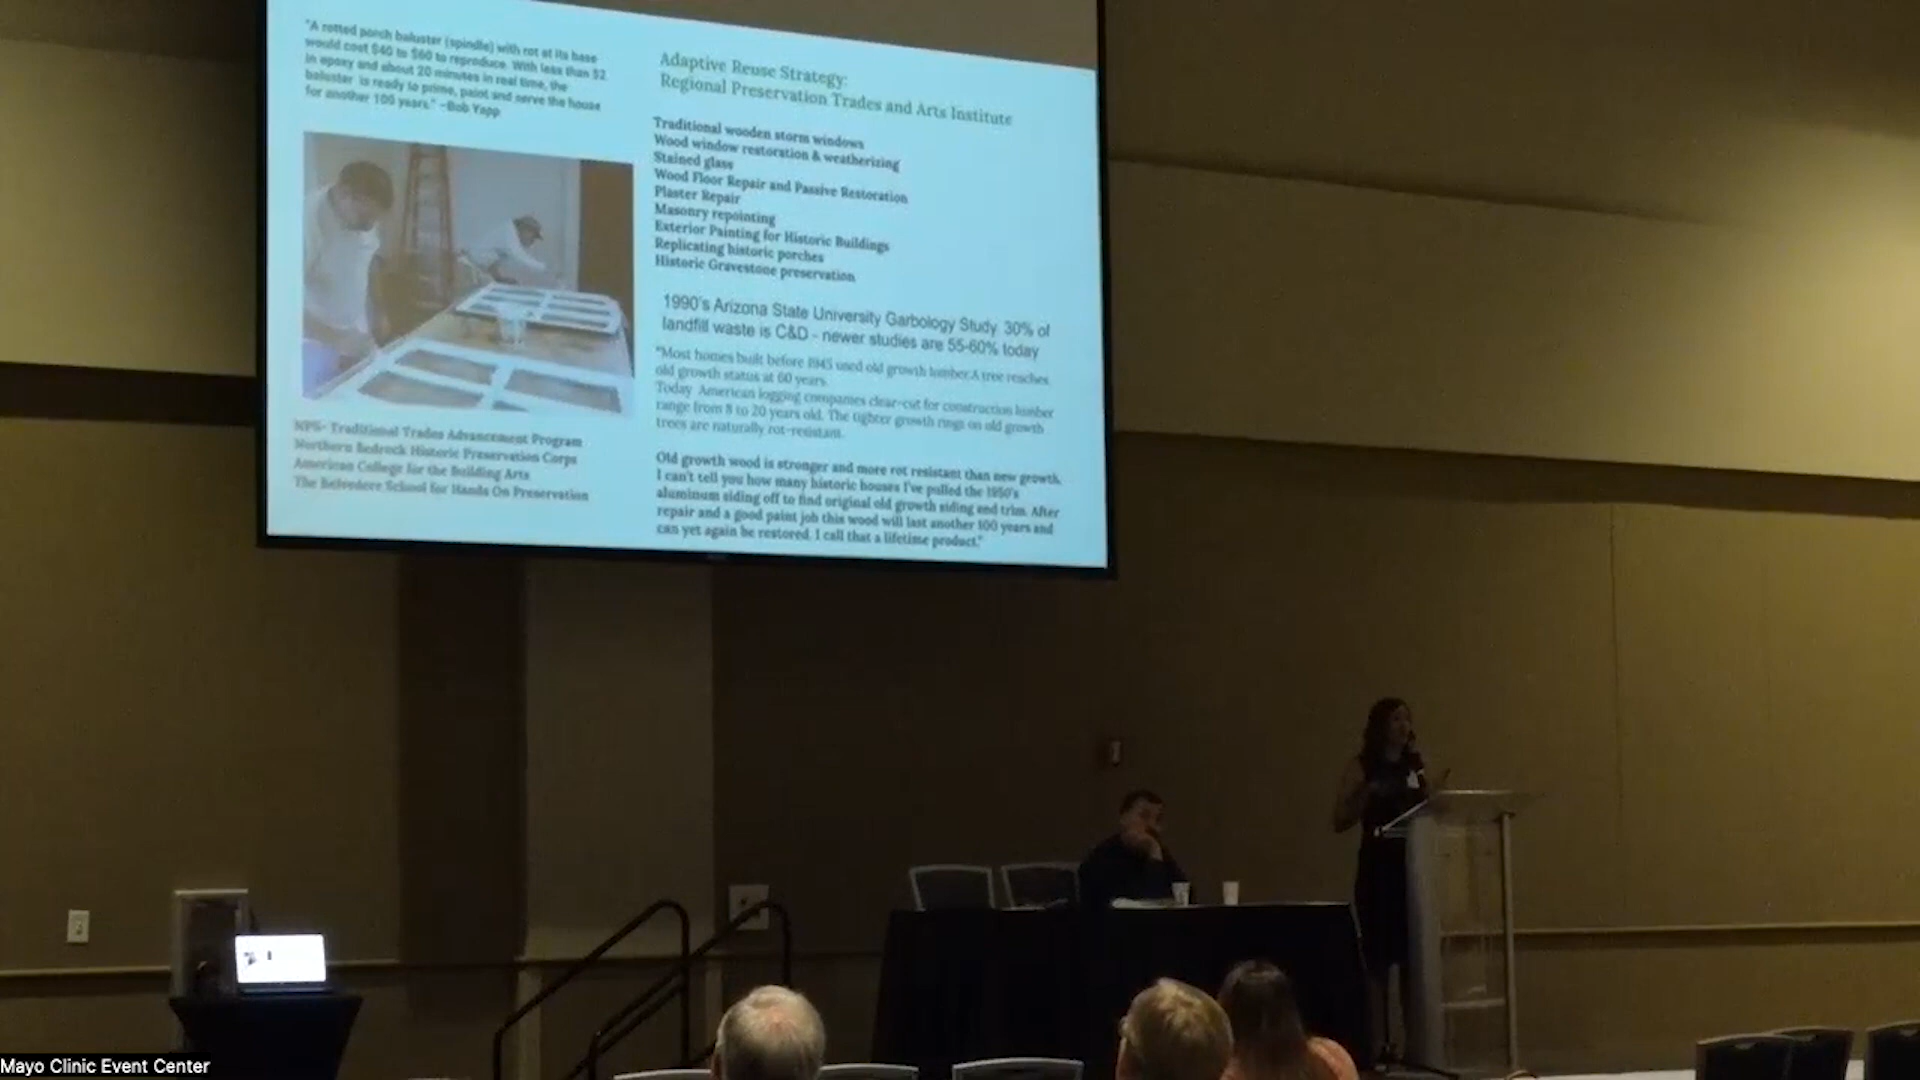 "A rotted porch baluster (spindle) with rot at its base
would cost $40 to $60 to reproduce. With less than $2
in epoxy and about 20 minutes in real time, the
baluster is ready to prime, paint and serve the house
for another 100 years." ~Bob Yapp
NPS- Traditional Trades Advancement Program
Northern Bedrock Historic Preservation Corps
American College for the Building Arts
The Belvedere School for Hands On Preservation
Adaptive Reuse Strategy:
Regional Preservation Trades and Arts Institute
Traditional wooden storm windows
Wood window restoration & weatherizing
Stained glass
Wood Floor Repair and Passive Restoration
Plaster Repair
Masonry repointing
Exterior Painting for Historic Buildings
Replicating historic porches
Historic Gravestone preservation
1990's Arizona State University Garbology Study 30% of
landfill waste is C&D - newer studies are 55-60% today
"Most homes built before 1945 used old growth lumber.A tree reaches
old growth status at 60 years.
Today American logging companies clear-cut for construction lumber
range from 8 to 20 years old. The tighter growth rings on old growth
trees are naturally rot-resistant.
Old growth wood is stronger and more rot resistant than new growth.
I can't tell you how many historic houses I've pulled the 1950's
aluminum siding off to find original old growth siding and trim. After
repair and a good paint job this wood will last another 100 years and
can yet again be restored. I call that a lifetime product."
Mayo Clinic Event Center